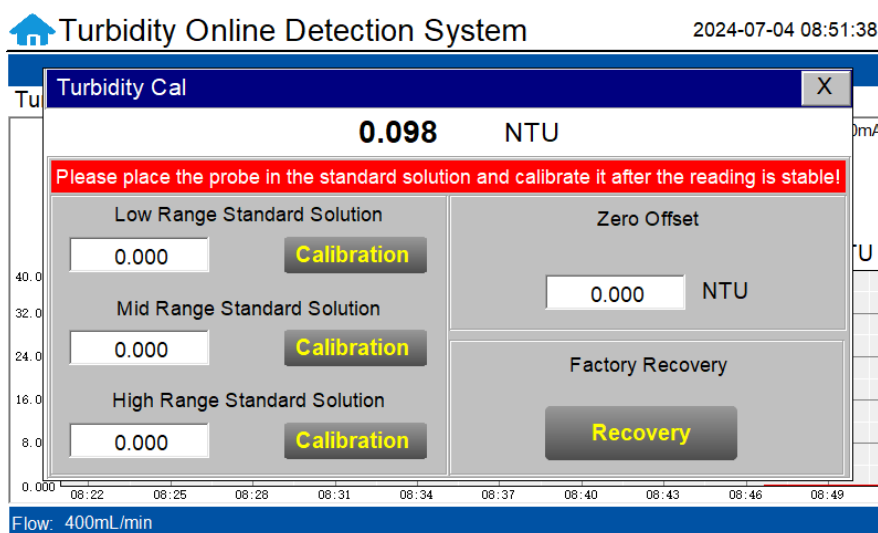 Turbidity Online Detection System
2024-07-04 08:51:38
Turbidity Cal
X
Tu
0.098 NTU
0mA
Please place the probe in the standard solution and calibrate it after the reading is stable!
Low Range Standard Solution
0.000 Calibration
Mid Range Standard Solution
0.000 Calibration
High Range Standard Solution
0.000 Calibration
Zero Offset
0.000 NTU
Factory Recovery
Recovery
TU
40.0
32.0
24.0
16.0
8.0
0.000
08:22 08:25 08:28 08:31 08:34 08:37 08:40 08:43 08:46 08:49
Flow: 400mL/min